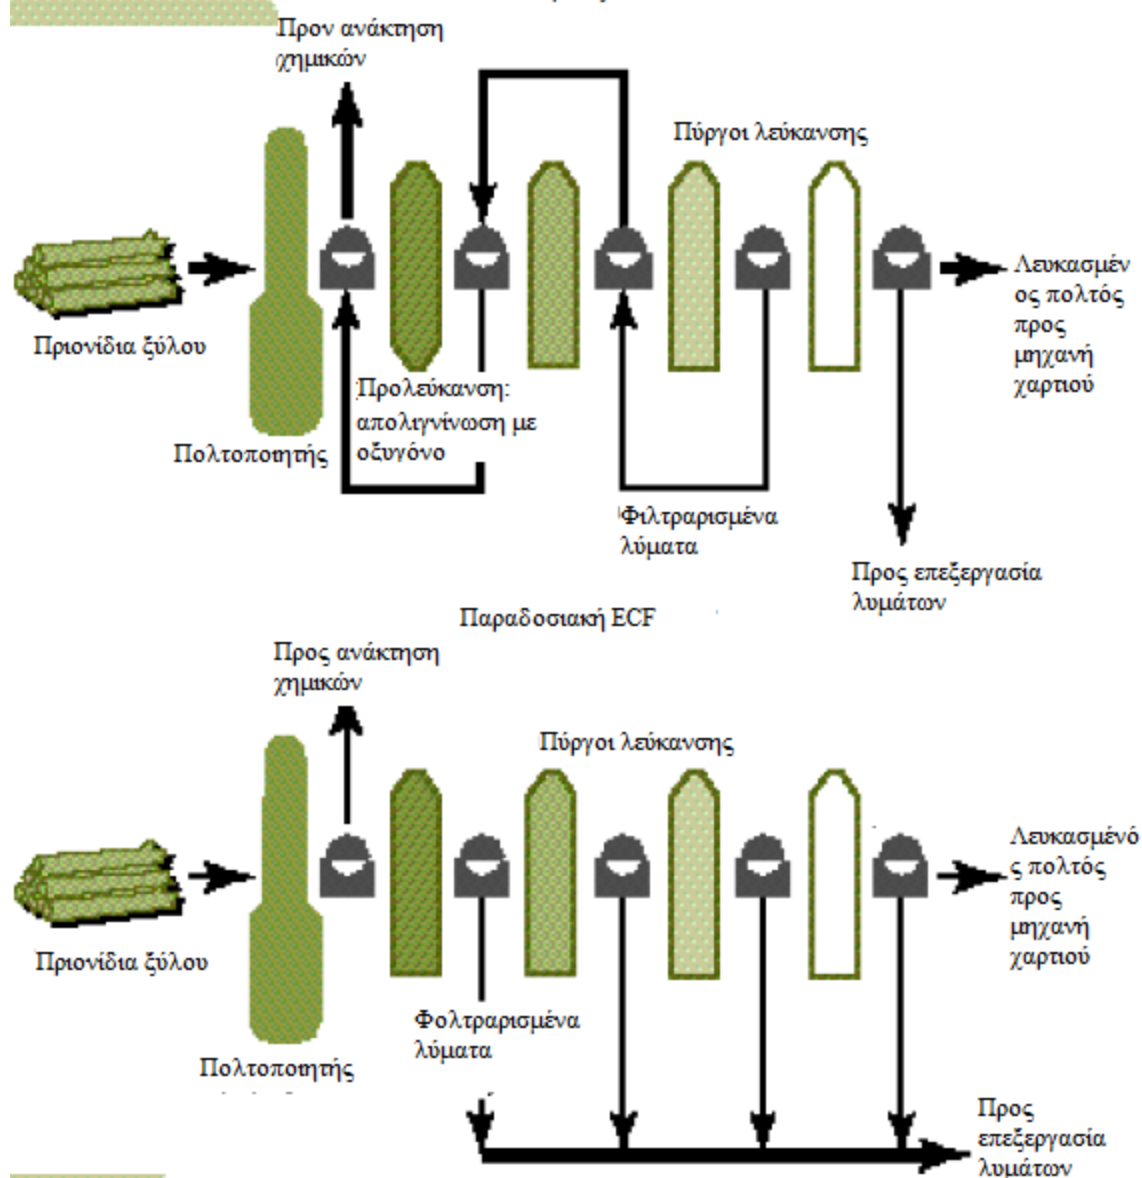 Προν ανάκτηση
χημικών
Πύργοι λεύκανσης
Λευκασμέν
ος πολτός
προς
μηχανή
χαρτιού
Πριονίδια ξύλου
Προλεύκανση:
απολιγνίνωση με
οξυγόνο
Πολτοποιητής
Φιλτραρισμένα
λύματα
Προς επεξεργασία
λυμάτων
Παραδοσιακή ECF
Προς ανάκτηση
χημικών
Πύργοι λεύκανσης
Λευκασμένό
ς πολτός
προς
μηχανή
χαρτιού
Πριονίδια ξύλου
Φολτραρισμένα
λύματα
Πολτοποιητής
Προς
επεξεργασία
λυμάτων